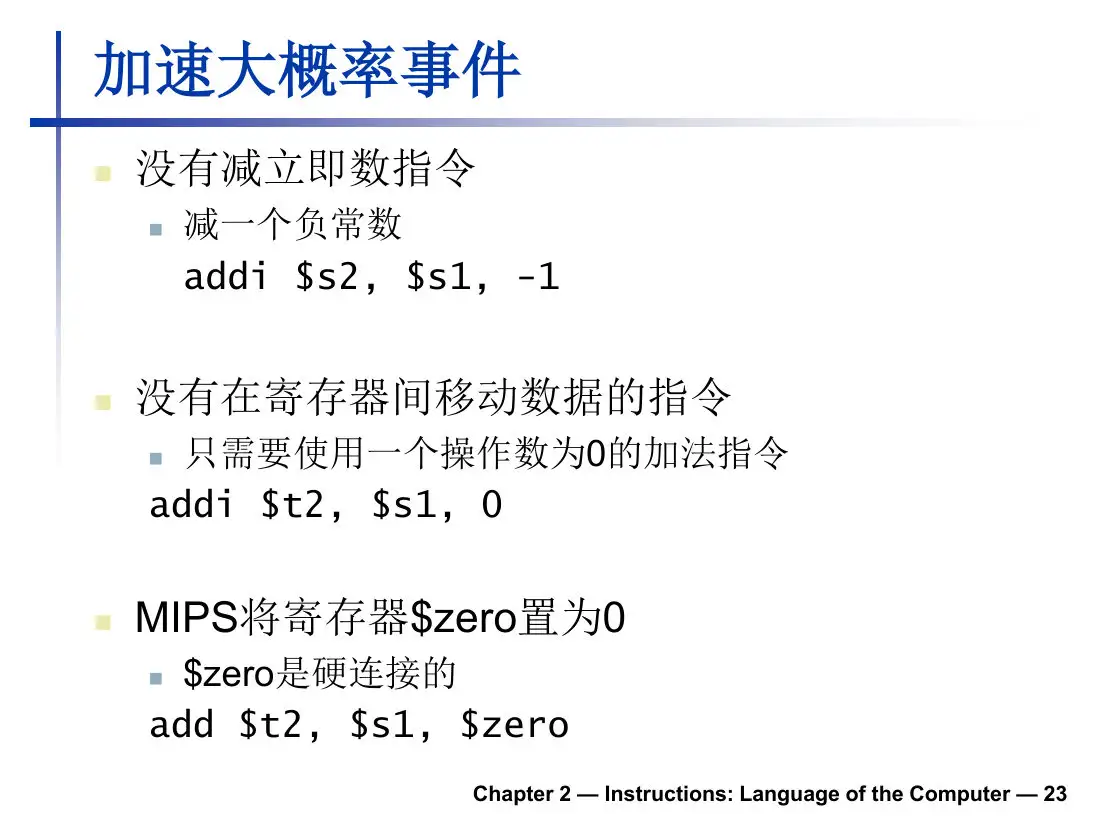 加速大概率事件
没有减立即数指令
减一个负常数
addi $s2, $s1, -1
没有在寄存器间移动数据的指令
只需要使用一个操作数为0的加法指令
addi $t2, $s1, 0
MIPS将寄存器$zero置为0
$zero是硬连接的
add $t2, $s1, $zero
Chapter 2 — Instructions: Language of the Computer — 23